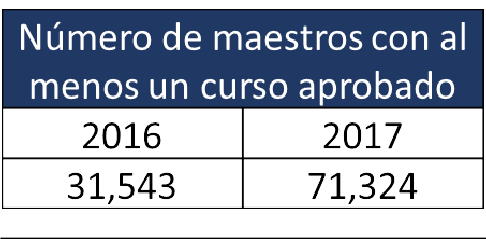 Número de maestros con al
menos un curso aprobado
2016 2017
31,543 71,324